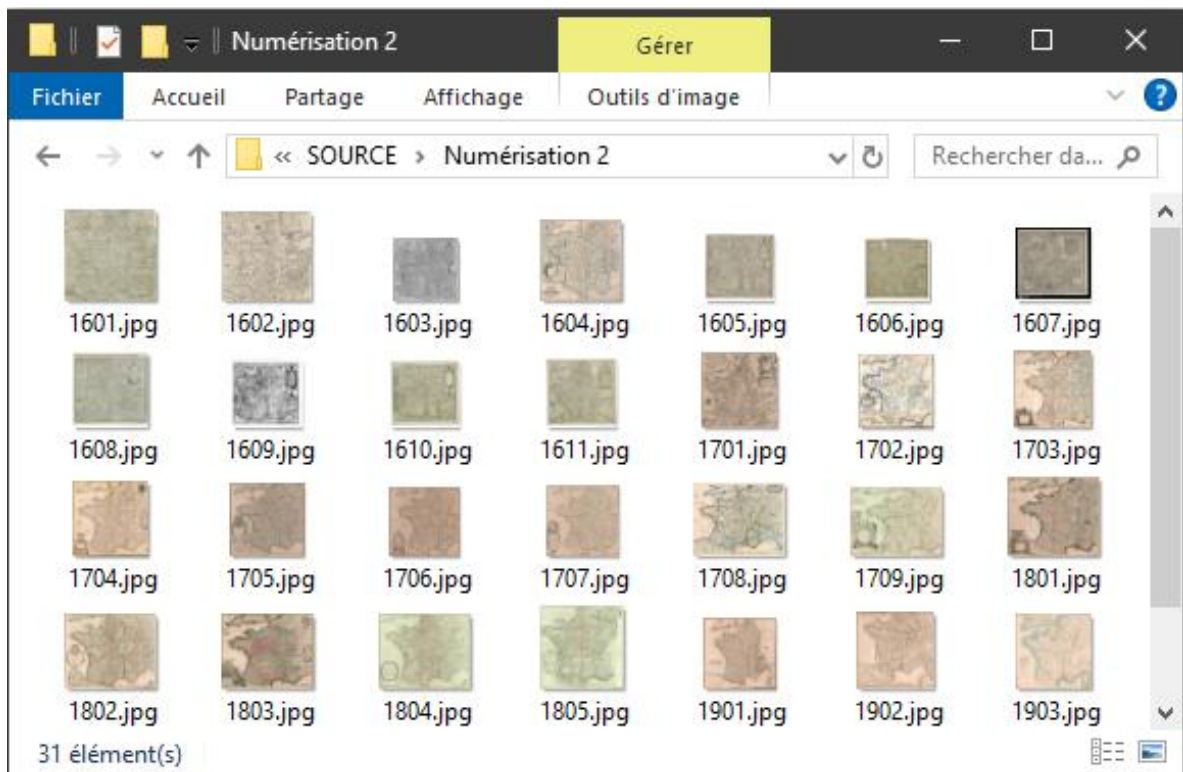 Numérisation 2
Gérer
Fichier Accueil Partage Affichage Outils d'image
« SOURCE › Numérisation 2 Rechercher da...
1601.jpg 1602.jpg 1603.jpg 1604.jpg 1605.jpg 1606.jpg 1607.jpg
1608.jpg 1609.jpg 1610.jpg 1611.jpg 1701.jpg 1702.jpg 1703.jpg
1704.jpg 1705.jpg 1706.jpg 1707.jpg 1708.jpg 1709.jpg 1801.jpg
1802.jpg 1803.jpg 1804.jpg 1805.jpg 1901.jpg 1902.jpg 1903.jpg
31 élément(s)